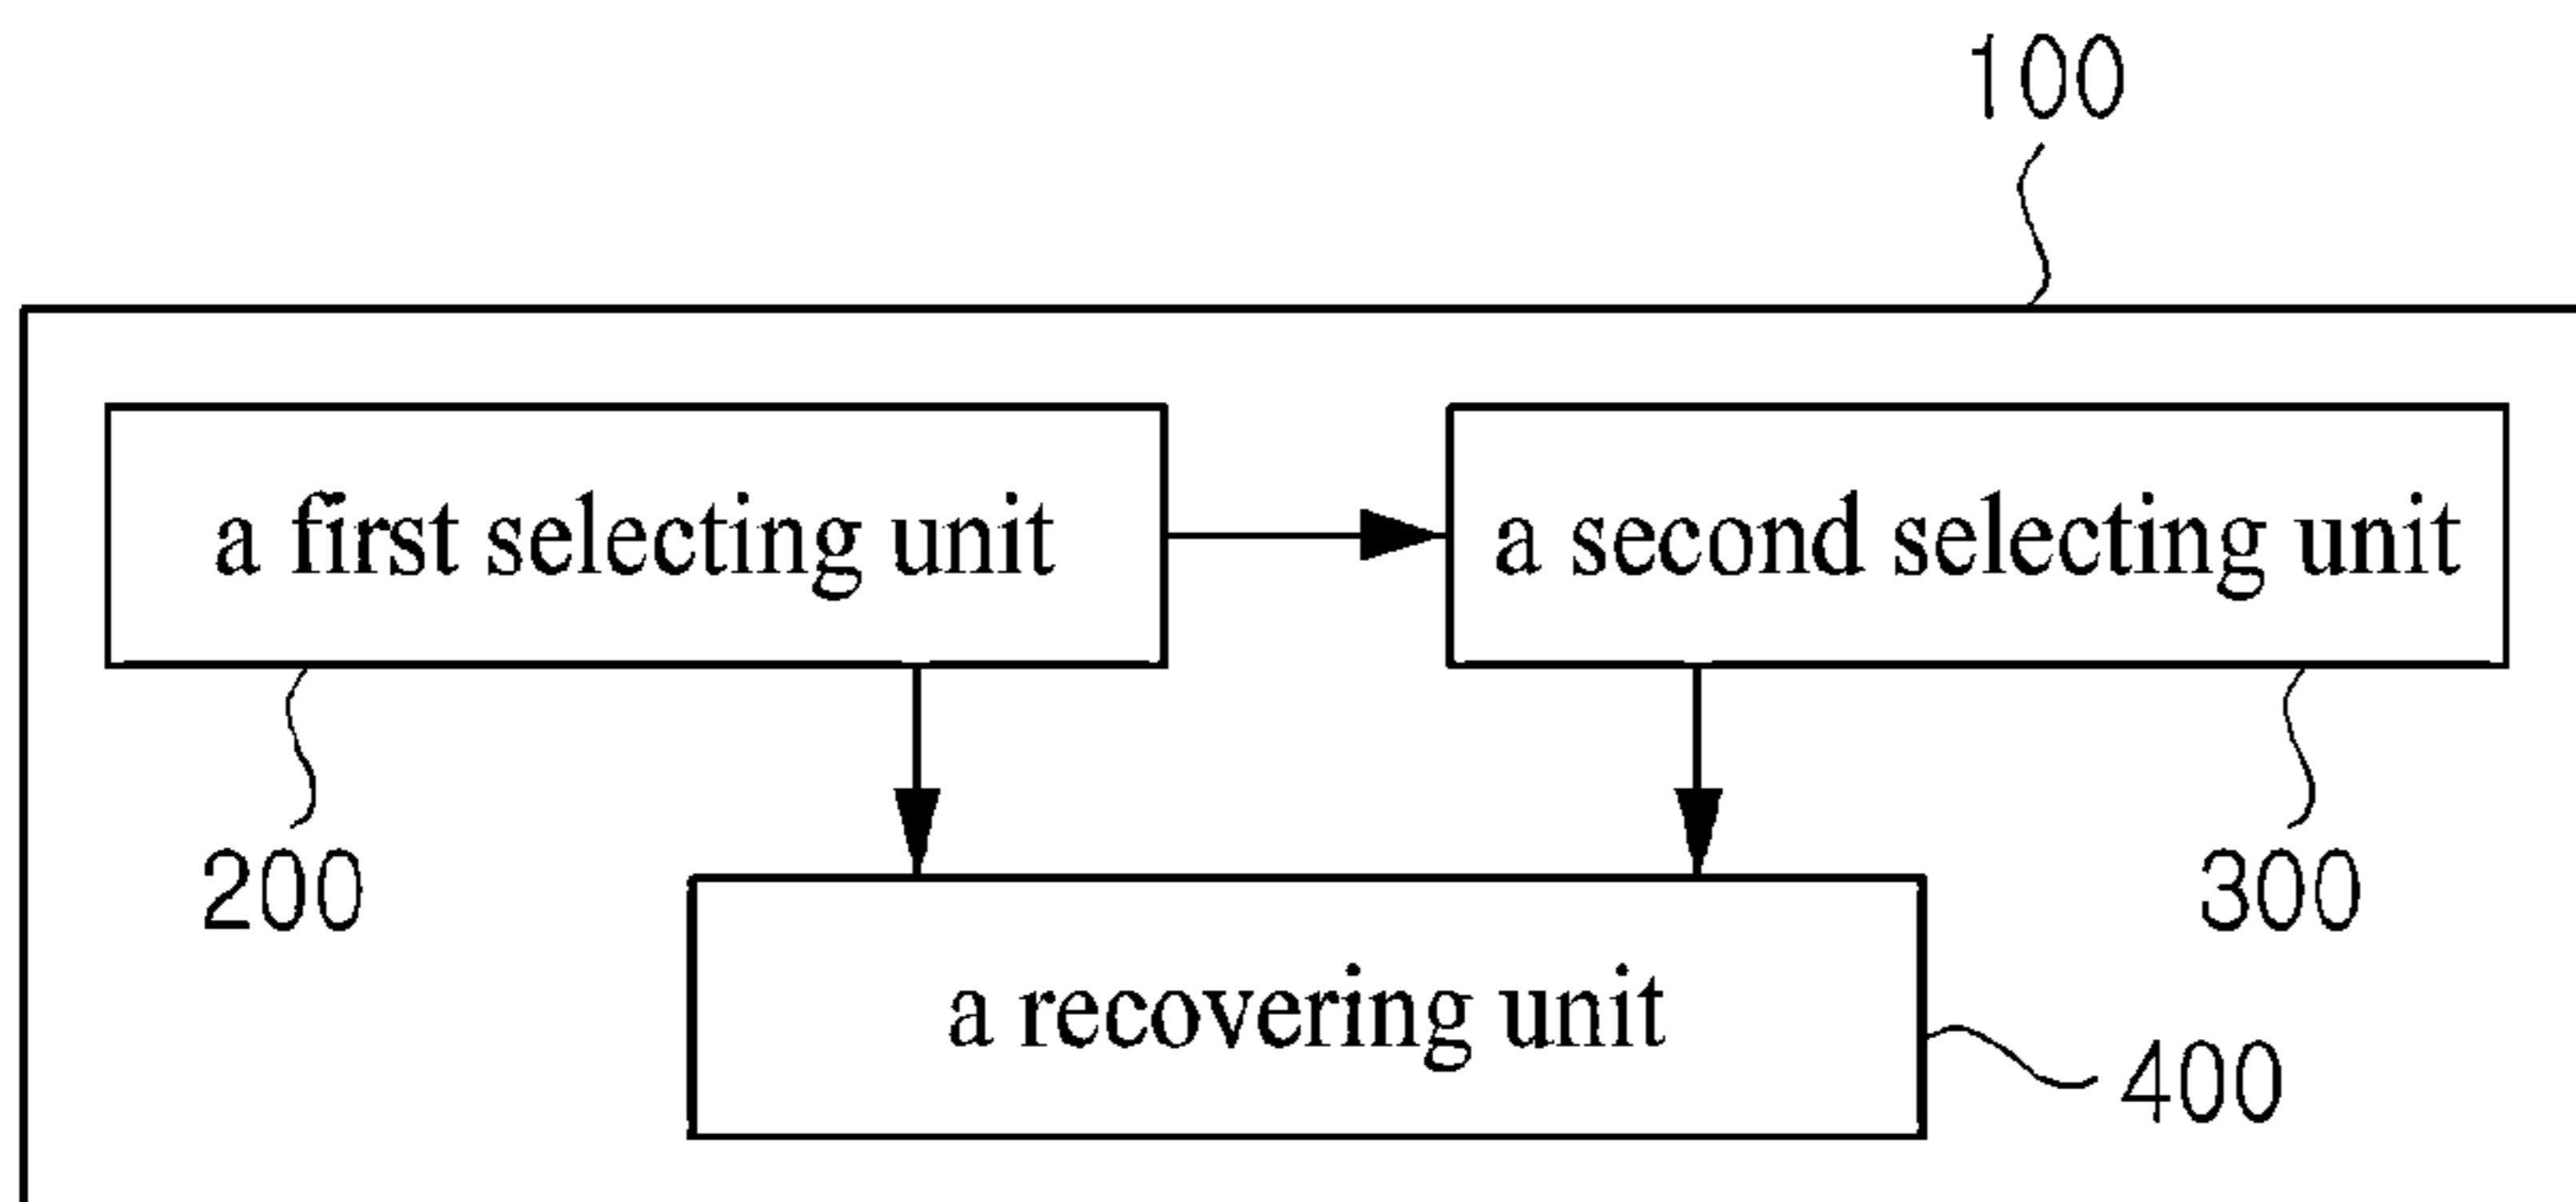 100
a first selecting unit
a second selecting unit
200
300
a recovering unit
400